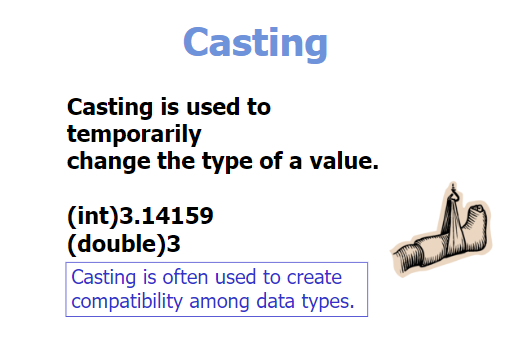 Casting
Casting is used to
temporarily
change the type of a value.
(int)3.14159
(double)3
Casting is often used to create
compatibility among data types.